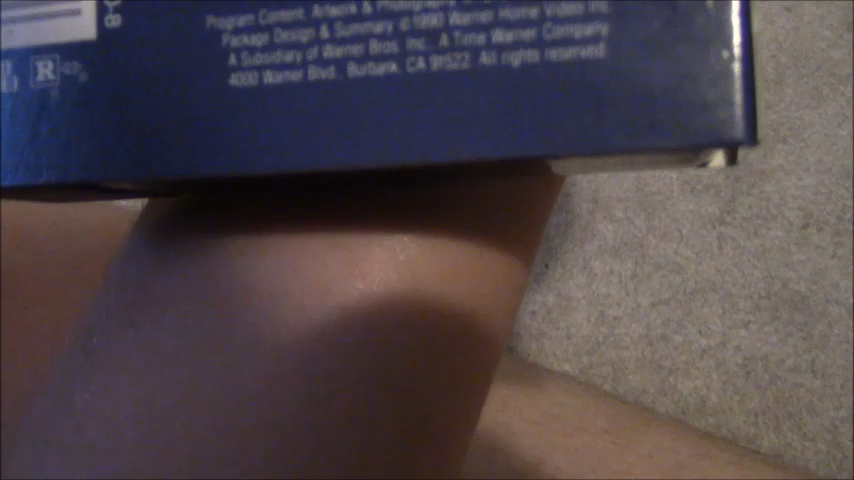 Program Content, Artwork & Photography ©
Package Design & Summary © 1990 Warner Home Video Inc.
A Subsidiary of Warner Bros. Inc., A Time Warner Company
4000 Warner Blvd., Burbank, CA 91522. All rights reserved.
R